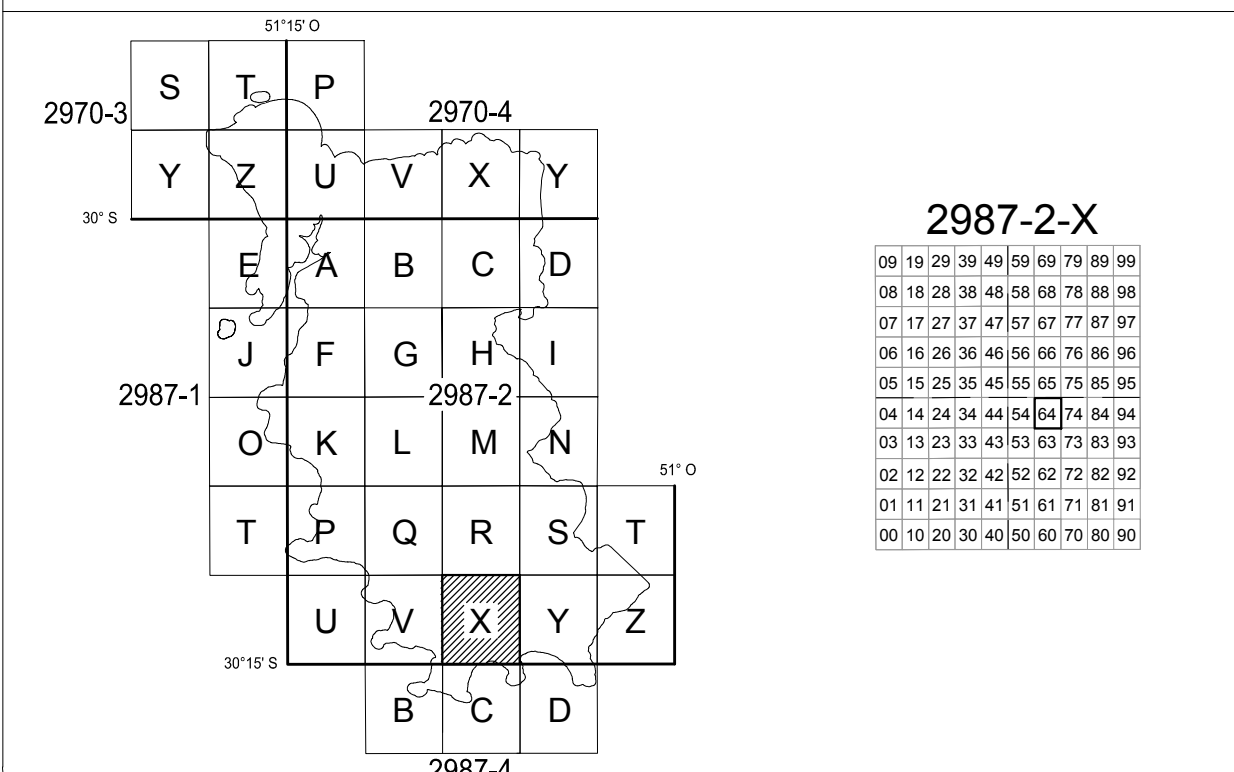 51°15' O
S T P
2970-3 2970-4
Y Z U V X Y
30° S
E A B C D
J F G H I
2987-1 2987-2
O K L M N
51° O
T P Q R S T
U V X Y Z
30°15' S
B C D
2987-4
2987-2-X
09 19 29 39 49 59 69 79 89 99
08 18 28 38 48 58 68 78 88 98
07 17 27 37 47 57 67 77 87 97
06 16 26 36 46 56 66 76 86 96
05 15 25 35 45 55 65 75 85 95
04 14 24 34 44 54 64 74 84 94
03 13 23 33 43 53 63 73 83 93
02 12 22 32 42 52 62 72 82 92
01 11 21 31 41 51 61 71 81 91
00 10 20 30 40 50 60 70 80 90